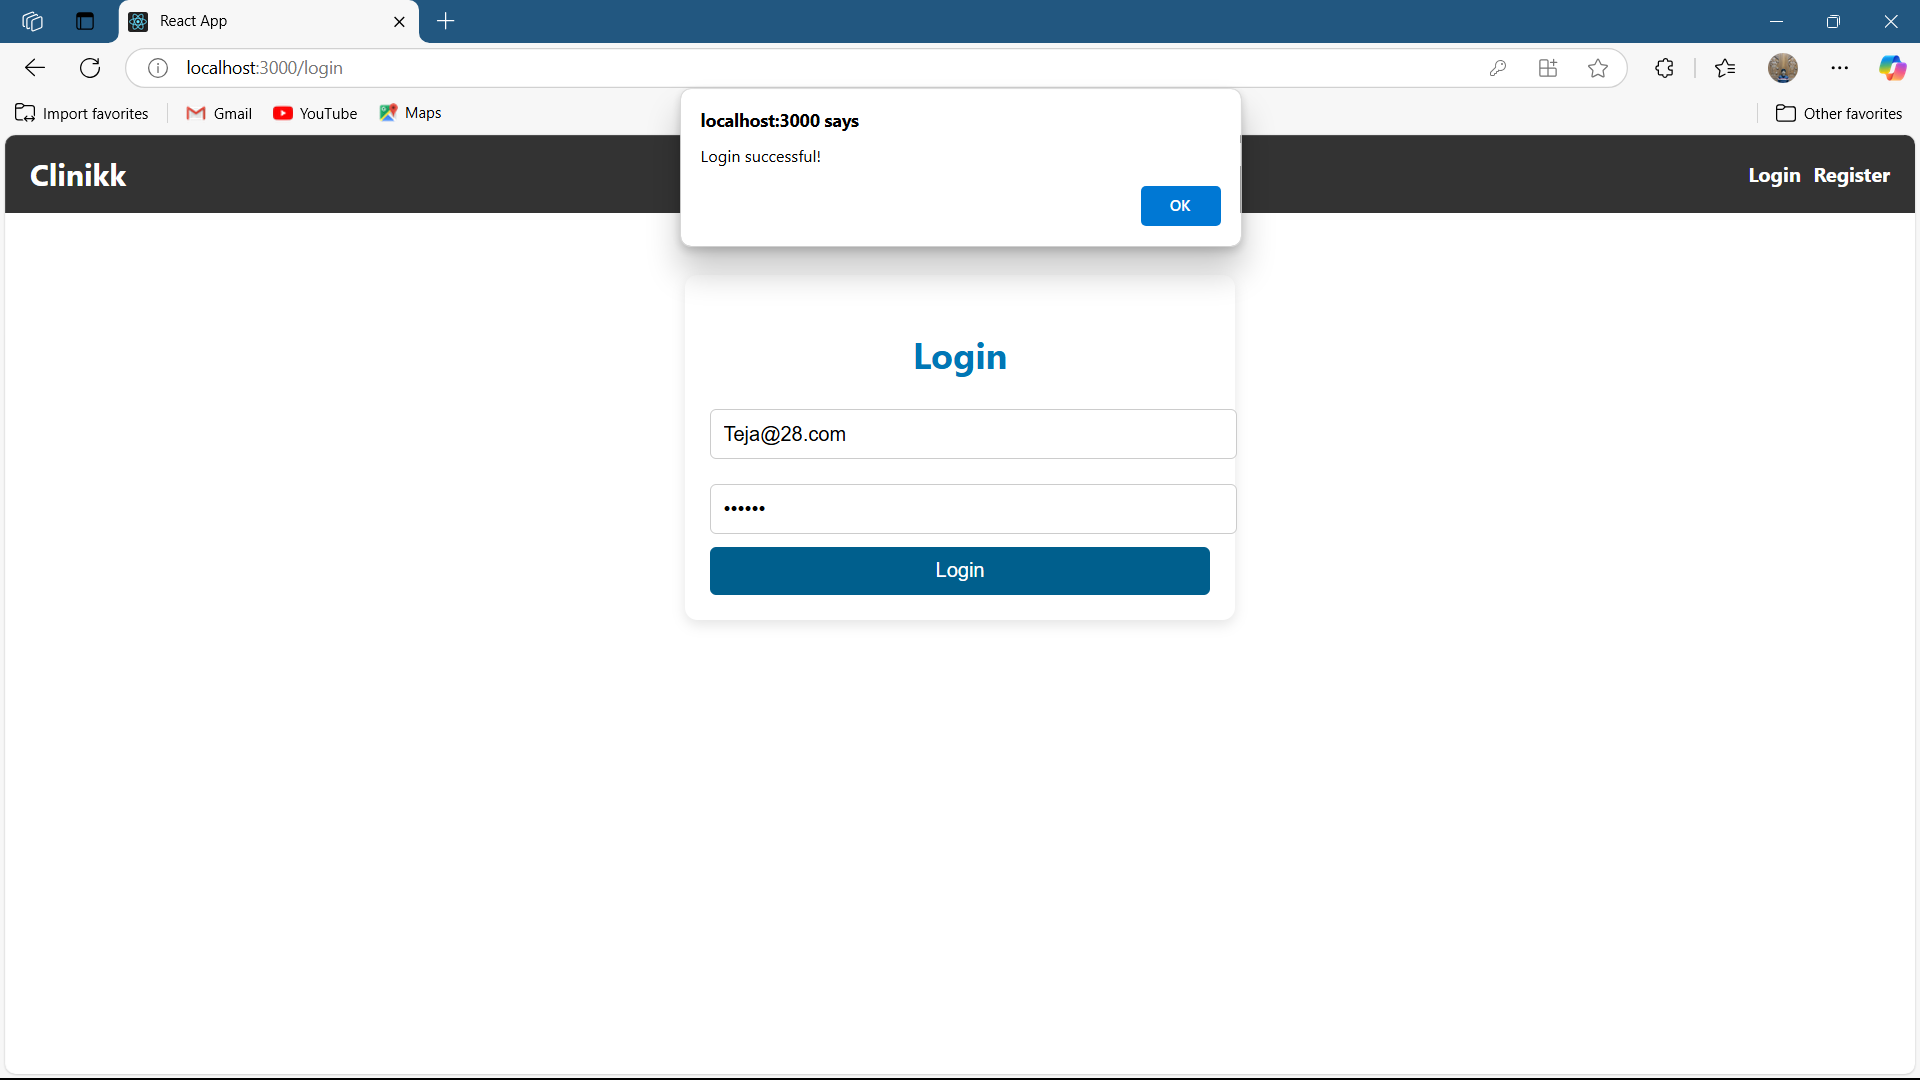 React App
localhost:3000/login
Import favorites
Gmail
YouTube
Maps
Other favorites
localhost:3000 says
Login successful!
OK
Clinikk
Login Register
Login
Teja@28.com
••••••
Login